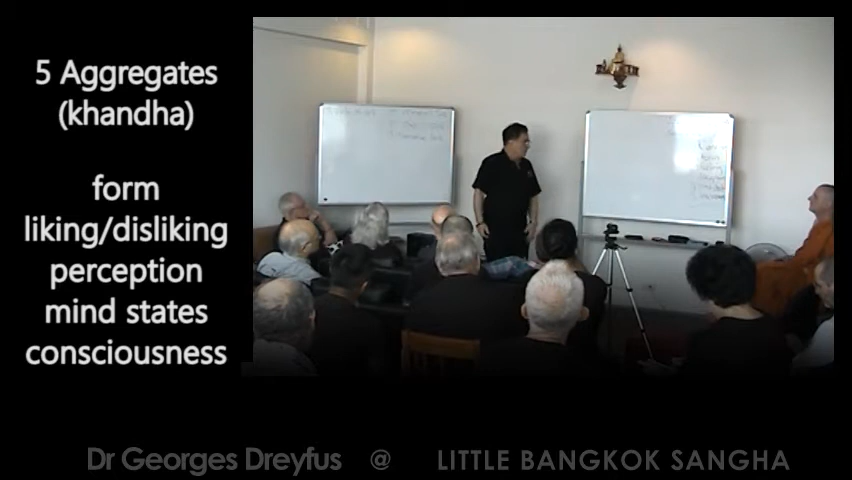 5 Aggregates
(khandha)
form
liking/disliking
perception
mind states
consciousness
Dr Georges Dreyfus @ LITTLE BANGKOK SANGHA